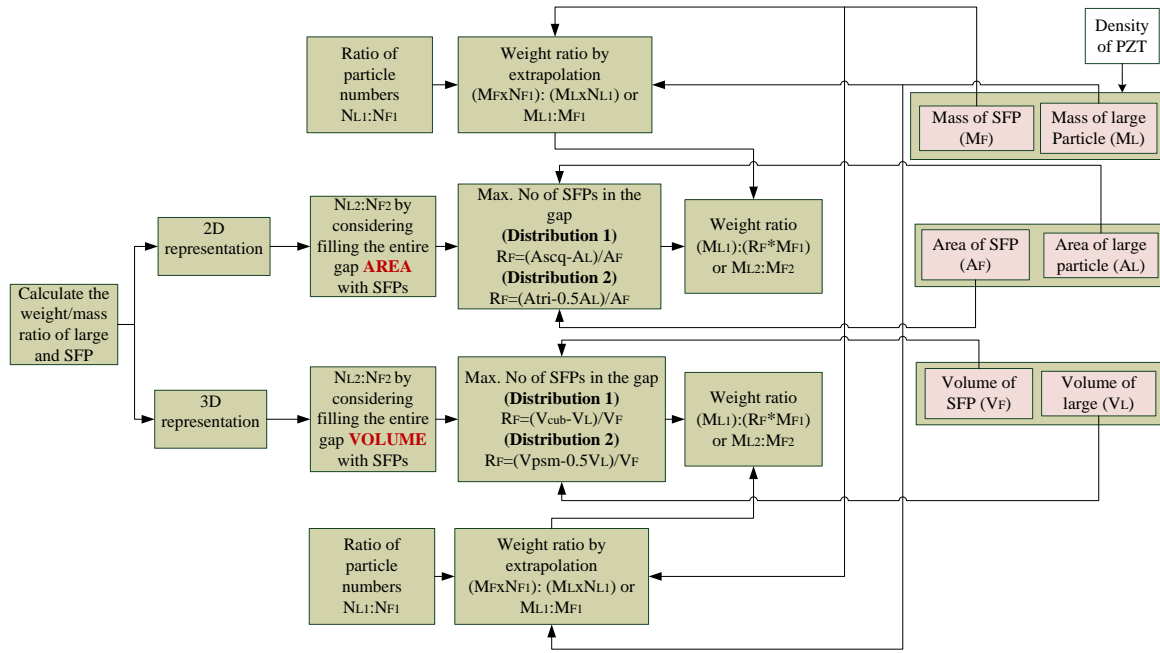 Ratio of
particle
numbers
NL1:NF1
Weight ratio by
extrapolation
(MFxNF1): (MLxNL1) or
ML1:MF1
Density
of PZT
Mass of SFP
(MF)
Mass of large
Particle (ML)
Calculate the
weight/mass
ratio of large
and SFP
2D
representation
NL2:NF2 by
considering
filling the entire
gap AREA
with SFPs
Max. No of SFPs in the
gap
(Distribution 1)
RF=(Ascq-AL)/AF
(Distribution 2)
RF=(Atri-0.5AL)/AF
Weight ratio
(ML1):(RF*MF1)
or ML2:MF2
Area of SFP
(AF)
Area of large
particle (AL)
3D
representation
NL2:NF2 by
considering
filling the entire
gap VOLUME
with SFPs
Max. No of SFPs in the gap
(Distribution 1)
RF=(Vcub-VL)/VF
(Distribution 2)
RF=(Vpsm-0.5VL)/VF
Weight ratio
(ML1):(RF*MF1)
or ML2:MF2
Volume of
SFP (VF)
Volume of
large (VL)
Ratio of
particle
numbers
NL1:NF1
Weight ratio by
extrapolation
(MFxNF1): (MLxNL1) or
ML1:MF1